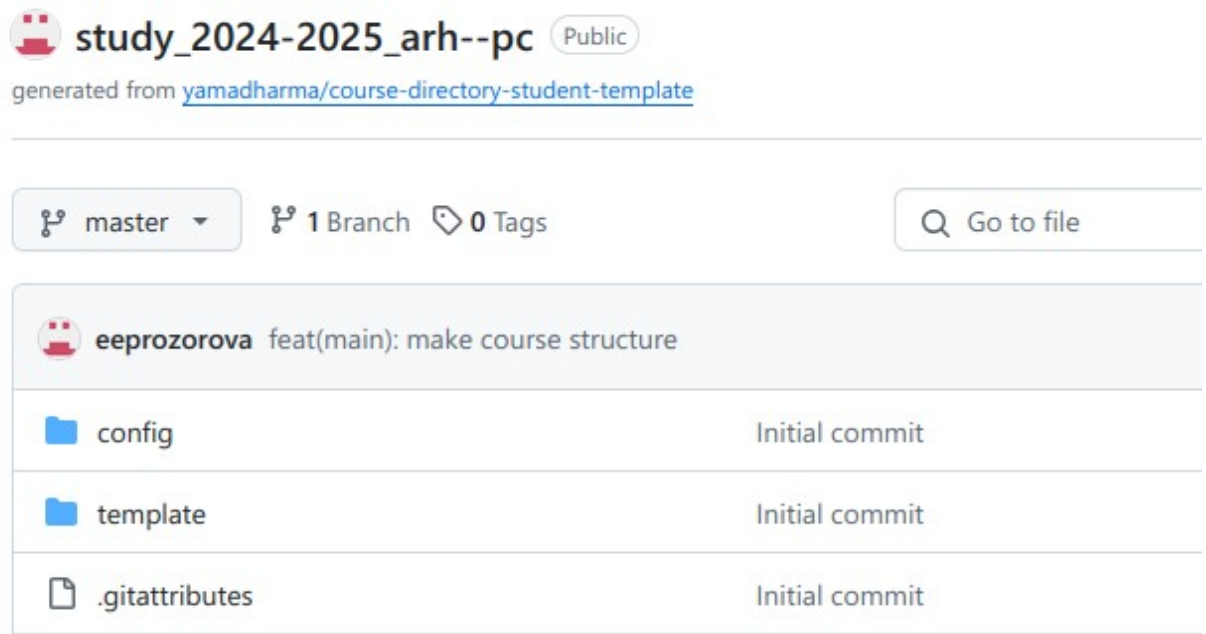 study_2024-2025_arh--pc Public
generated from yamadharma/course-directory-student-template
master 1 Branch 0 Tags Go to file
eeprozorova feat(main): make course structure
config Initial commit
template Initial commit
.gitattributes Initial commit